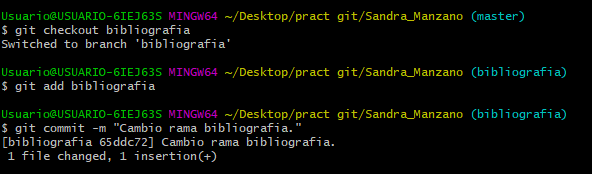 Usuario@USUARIO-6IEJ63S MINGW64 ~/Desktop/pract git/Sandra_Manzano (master)
$ git checkout bibliografia
Switched to branch 'bibliografia'
Usuario@USUARIO-6IEJ63S MINGW64 ~/Desktop/pract git/Sandra_Manzano (bibliografia)
$ git add bibliografia
Usuario@USUARIO-6IEJ63S MINGW64 ~/Desktop/pract git/Sandra_Manzano (bibliografia)
$ git commit -m "Cambio rama bibliografia."
[bibliografia 65ddc72] Cambio rama bibliografia.
 1 file changed, 1 insertion(+)